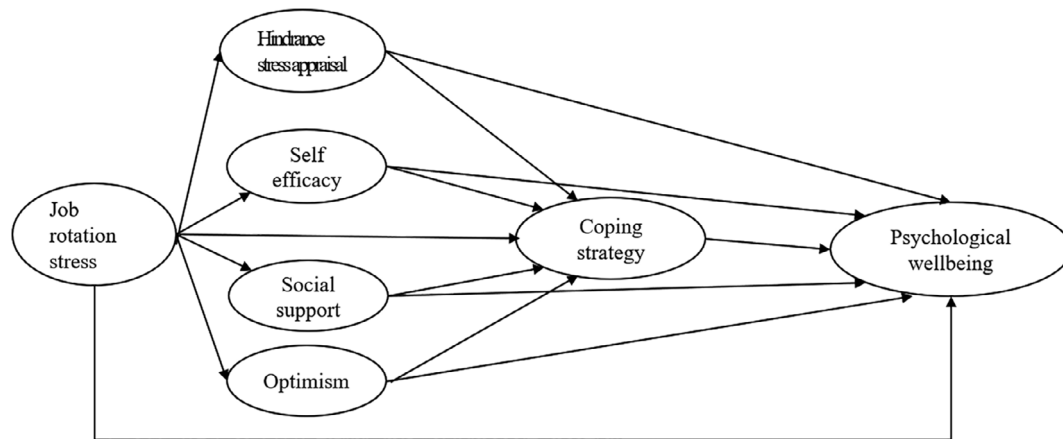 Hindrance
stress appraisal
Self
efficacy
Job
rotation
stress
Coping
strategy
Psychological
wellbeing
Social
support
Optimism